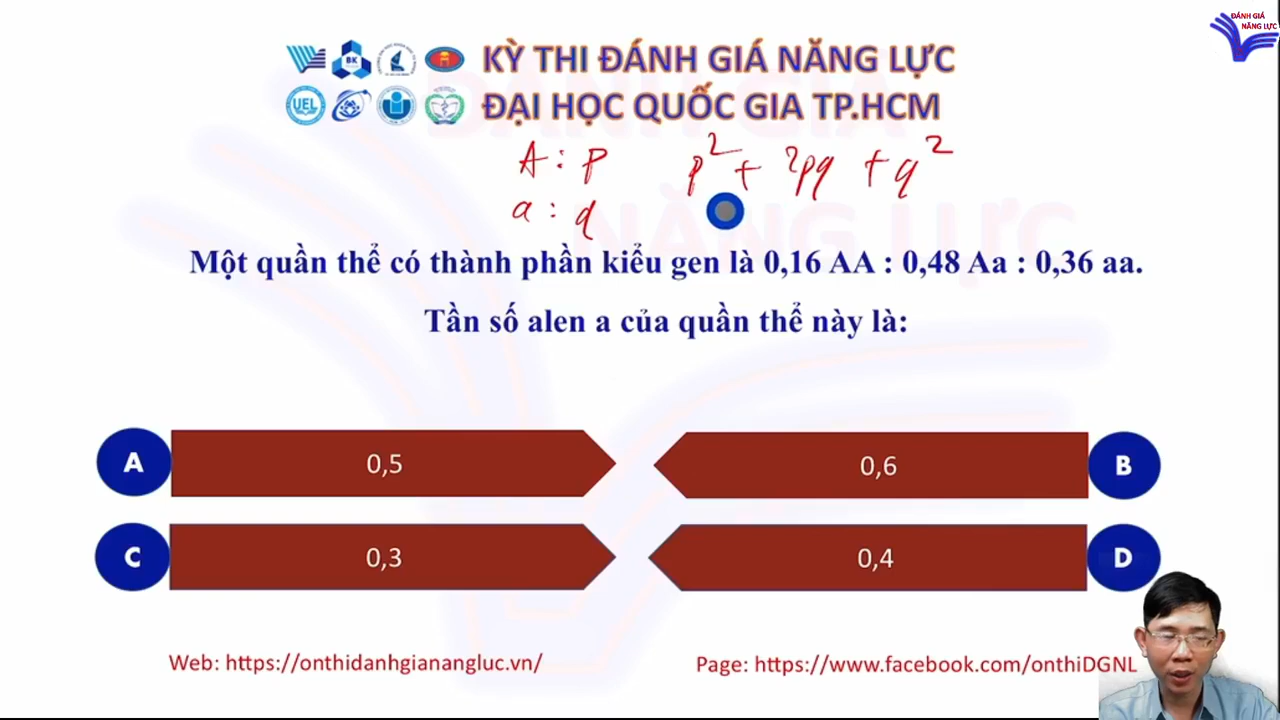 ĐÁNH GIÁ
NĂNG LỰC
KỲ THI ĐÁNH GIÁ NĂNG LỰC
BK
UEL
ĐẠI HỌC QUỐC GIA TP.HCM
A : p p² + 2pq + q²
a : q
Một quần thể có thành phần kiểu gen là 0,16 AA : 0,48 Aa : 0,36 aa.
Tần số alen a của quần thể này là:
A 0,5
0,6 B
C 0,3
0,4 D
Web: https://onthidanhgianangluc.vn/
Page: https://www.facebook.com/onthiDGNL